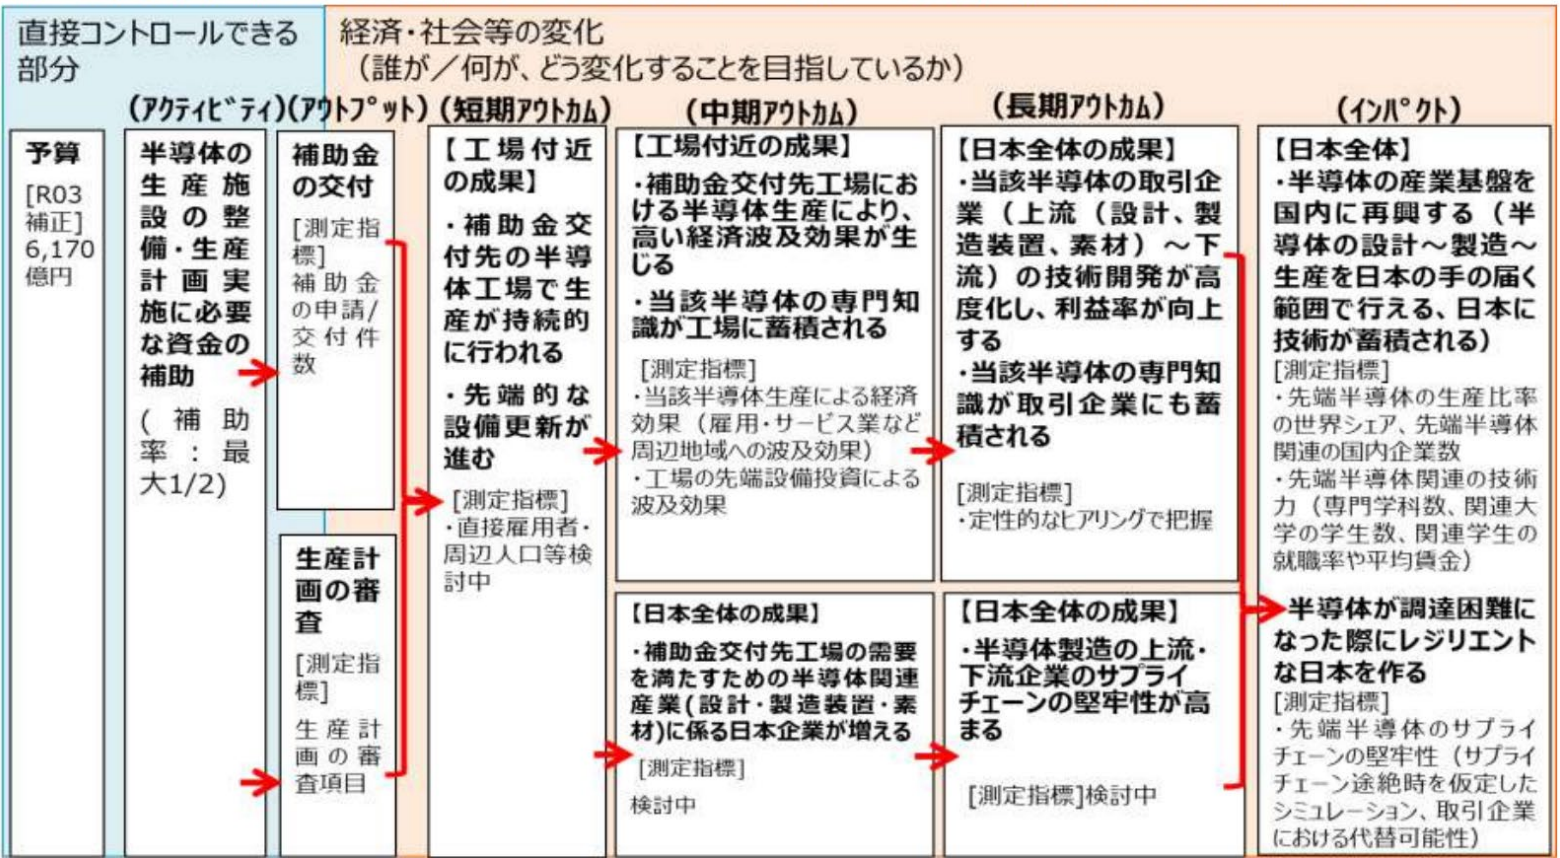 直接コントロールできる
部分
経済・社会等の変化
（誰が／何が、どう変化することを目指しているか）
(ｱｸﾃｨﾋﾞﾃｨ)
(ｱｳﾄﾌﾟｯﾄ)
(短期ｱｳﾄｶﾑ)
(中期ｱｳﾄｶﾑ)
(長期ｱｳﾄｶﾑ)
(ｲﾝﾊﾟｸﾄ)
予算
[R03
補正]
6,170
億円
半導体の
生産施
設の整
備・生産
計画実
施に必要
な資金の
補助
(補助
率：最
大1/2)
補助金
の交付
[測定指
標]
補助金
の申請/
交付件
数
生産計
画の審
査
[測定指
標]
生産計
画の審
査項目
【工場付近
の成果】
・補助金交
付先の半導
体工場で生
産が持続的
に行われる
・先端的な
設備更新が
進む
[測定指標]
・直接雇用者・
周辺人口等検
討中
【工場付近の成果】
・補助金交付先工場にお
ける半導体生産により、
高い経済波及効果が生
じる
・当該半導体の専門知
識が工場に蓄積される
[測定指標]
・当該半導体生産による経済
効果（雇用・サービス業など
周辺地域への波及効果）
・工場の先端設備投資による
波及効果
【日本全体の成果】
・補助金交付先工場の需要
を満たすための半導体関連
産業(設計・製造装置・素
材)に係る日本企業が増える
[測定指標]
検討中
【日本全体の成果】
・当該半導体の取引企
業（上流（設計、製
造装置、素材）～下
流）の技術開発が高
度化し、利益率が向上
する
・当該半導体の専門知
識が取引企業にも蓄
積される
[測定指標]
・定性的なﾋｱﾘﾝｸﾞで把握
【日本全体の成果】
・半導体製造の上流・
下流企業のサプライ
チェーンの堅牢性が高
まる
[測定指標]検討中
【日本全体】
・半導体の産業基盤を
国内に再興する（半
導体の設計～製造～
生産を日本の手の届く
範囲で行える、日本に
技術が蓄積される）
[測定指標]
・先端半導体の生産比率
の世界シェア、先端半導体
関連の国内企業数
・先端半導体関連の技術
力（専門学科数、関連大
学の学生数、関連学生の
就職率や平均賃金）
・半導体が調達困難に
なった際にレジリエント
な日本を作る
[測定指標]
・先端半導体のサプライ
チェーンの堅牢性（サプライ
チェーン途絶時を仮定した
シミュレーション、取引企業
における代替可能性）